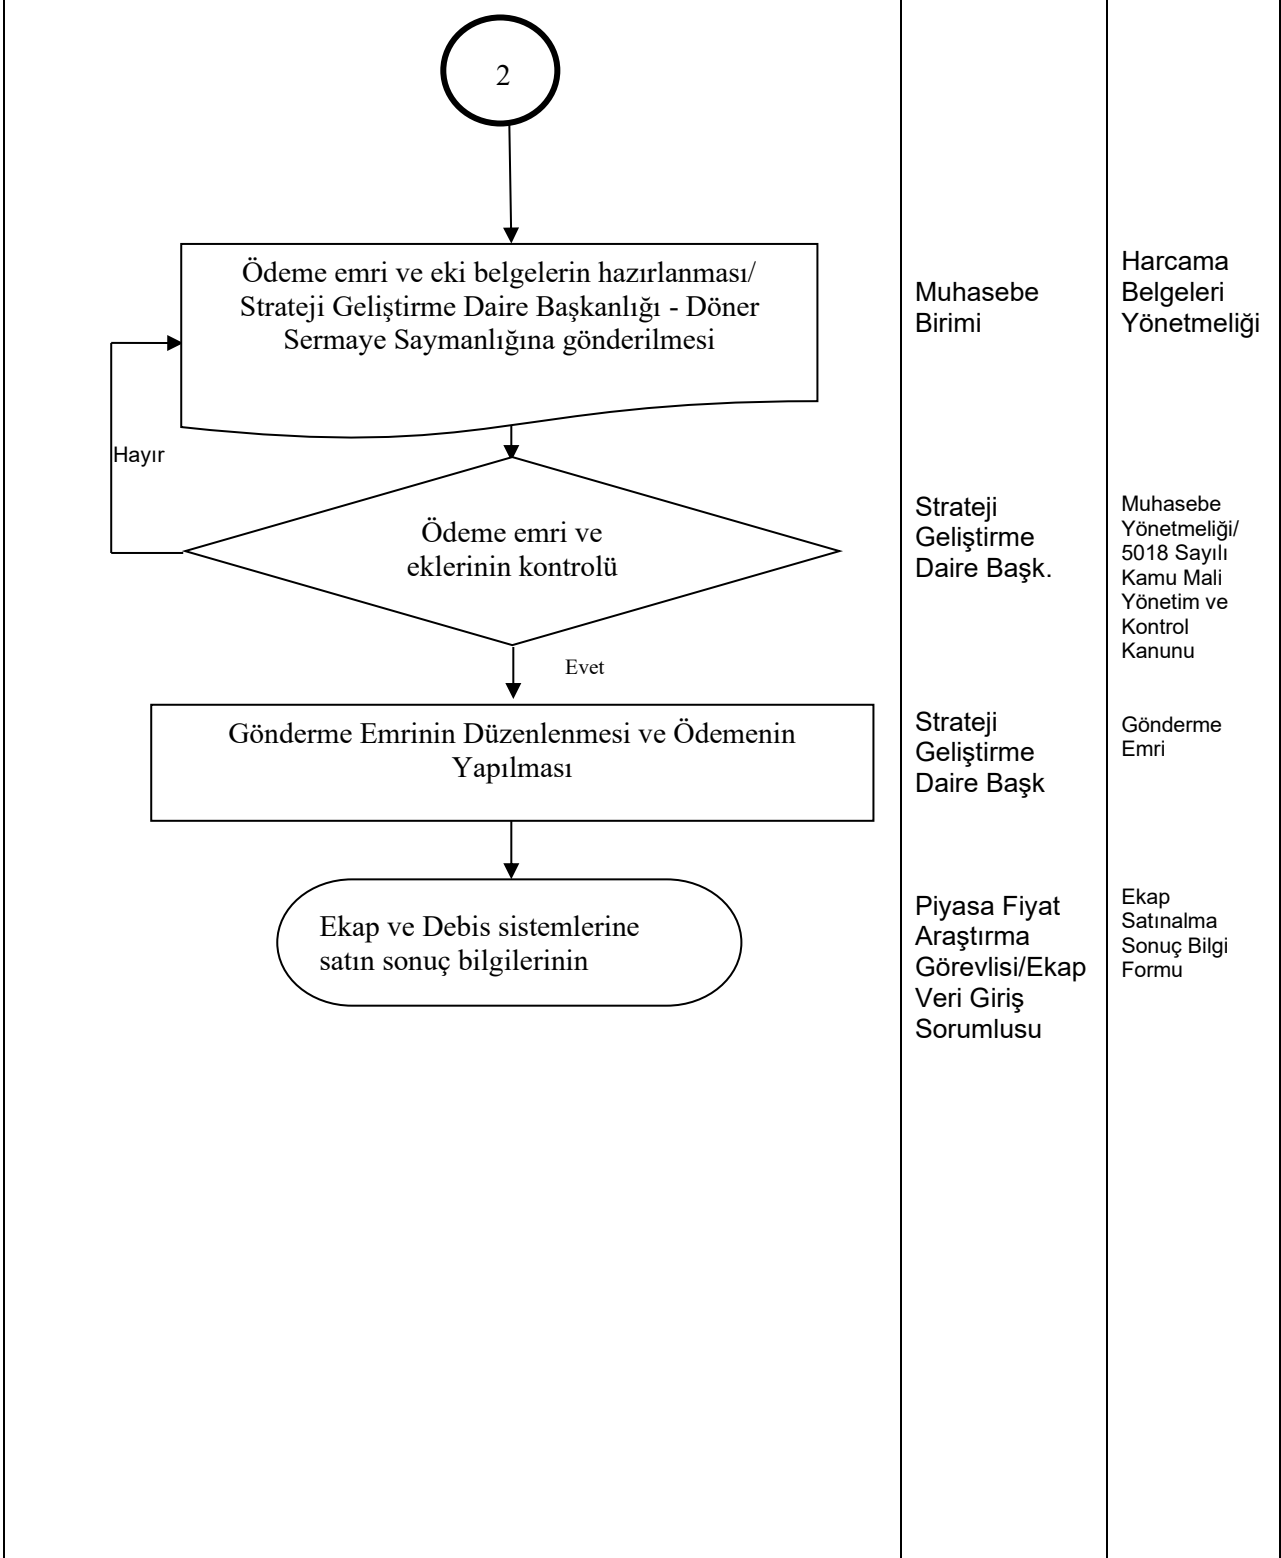 2
Ödeme emri ve eki belgelerin hazırlanması/
Strateji Geliştirme Daire Başkanlığı - Döner
Sermaye Saymanlığına gönderilmesi
Muhasebe
Birimi
Harcama
Belgeleri
Yönetmeliği
Hayır
Ödeme emri ve
eklerinin kontrolü
Strateji
Geliştirme
Daire Başk.
Muhasebe
Yönetmeliği/
5018 Sayılı
Kamu Mali
Yönetim ve
Kontrol
Kanunu
Evet
Gönderme Emrinin Düzenlenmesi ve Ödemenin
Yapılması
Strateji
Geliştirme
Daire Başk
Gönderme
Emri
Ekap ve Debis sistemlerine
satın sonuç bilgilerinin
Piyasa Fiyat
Araştırma
Görevlisi/Ekap
Veri Giriş
Sorumlusu
Ekap
Satınalma
Sonuç Bilgi
Formu